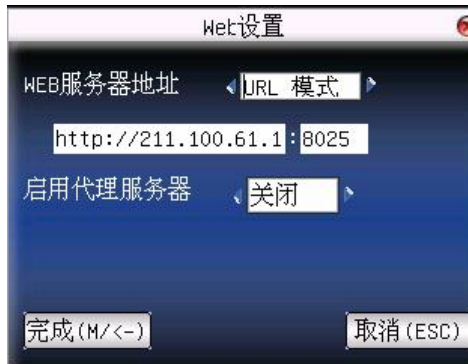 Web设置
WEB服务器地址 URL 模式
http://211.100.61.1:8025
启用代理服务器 关闭
完成(M/<-) 取消(ESC)